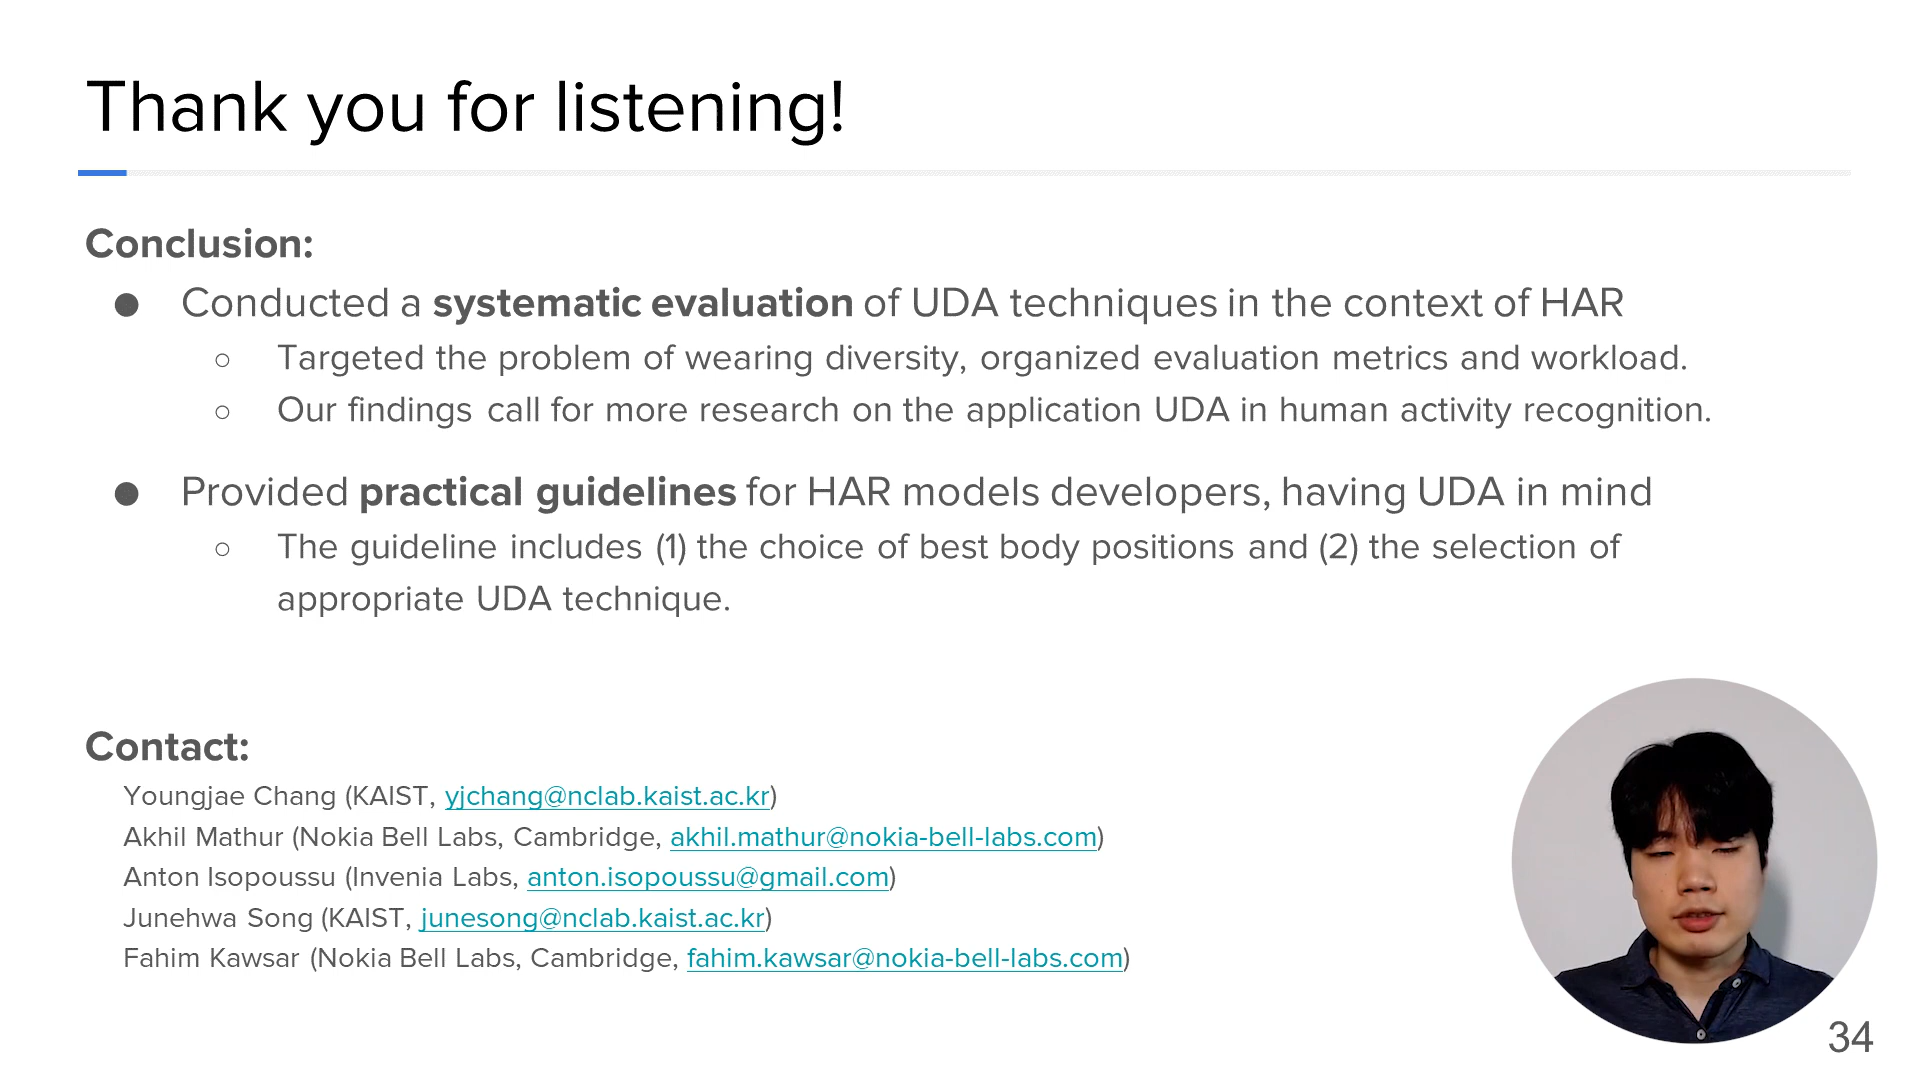 Thank you for listening!
Conclusion:
● Conducted a systematic evaluation of UDA techniques in the context of HAR
○ Targeted the problem of wearing diversity, organized evaluation metrics and workload.
○ Our findings call for more research on the application UDA in human activity recognition.
● Provided practical guidelines for HAR models developers, having UDA in mind
○ The guideline includes (1) the choice of best body positions and (2) the selection of
appropriate UDA technique.
Contact:
Youngjae Chang (KAIST, yjchang@nclab.kaist.ac.kr)
Akhil Mathur (Nokia Bell Labs, Cambridge, akhil.mathur@nokia-bell-labs.com)
Anton Isopoussu (Invenia Labs, anton.isopoussu@gmail.com)
Junehwa Song (KAIST, junesong@nclab.kaist.ac.kr)
Fahim Kawsar (Nokia Bell Labs, Cambridge, fahim.kawsar@nokia-bell-labs.com)
34